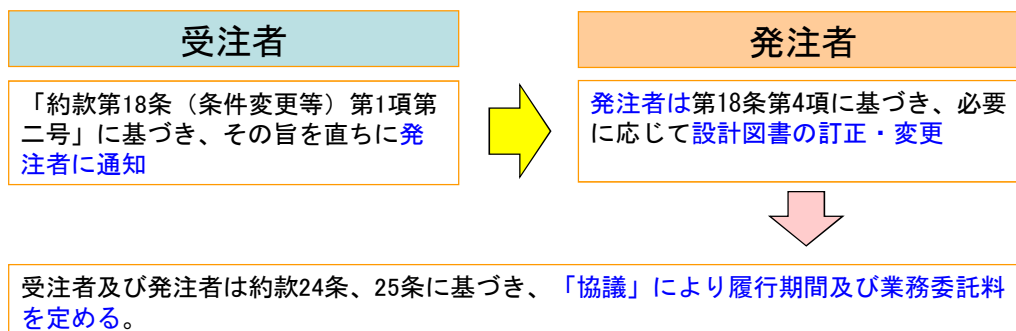 受注者
「約款第18条（条件変更等）第1項第
二号」に基づき、その旨を直ちに発
注者に通知
発注者
発注者は第18条第4項に基づき、必要
に応じて設計図書の訂正・変更
受注者及び発注者は約款24条、25条に基づき、「協議」により履行期間及び業務委託料
を定める。